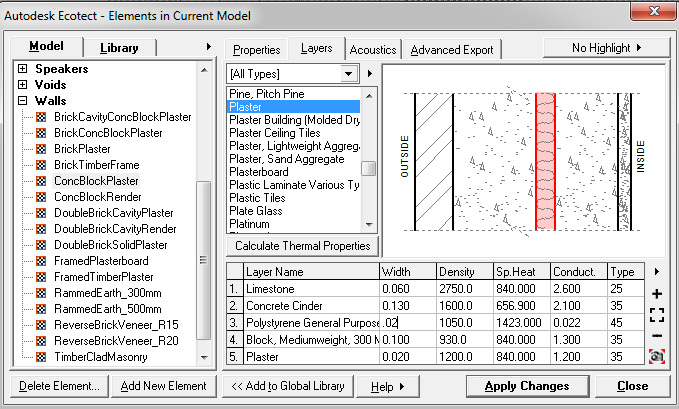 Autodesk Ecotect - Elements in Current Model
Model
Library
Speakers
Voids
Walls
BrickCavityConcBlockPlaster
BrickConcBlockPlaster
BrickPlaster
BrickTimberFrame
ConcBlockPlaster
ConcBlockRender
DoubleBrickCavityPlaster
DoubleBrickCavityRender
DoubleBrickSolidPlaster
FramedPlasterboard
FramedTimberPlaster
RammedEarth_300mm
RammedEarth_500mm
ReverseBrickVeneer_R15
ReverseBrickVeneer_R20
TimberCladMasonry
Delete Element...
Add New Element
Properties
Layers
Acoustics
Advanced Export
No Highlight
[All Types]
Pine, Pitch Pine
Plaster
Plaster Building (Molded Dry
Plaster Ceiling Tiles
Plaster, Lightweight Aggrega
Plaster, Sand Aggregate
Plasterboard
Plastic Laminate Various Ty
Plastic Tiles
Plate Glass
Platinum
Calculate Thermal Properties
OUTSIDE
INSIDE
Layer Name Width Density Sp.Heat Conduct. Type
1. Limestone 0.060 2750.0 840.000 2.600 25
2. Concrete Cinder 0.130 1600.0 656.900 2.100 35
3. Polystyrene General Purpose .02 1050.0 1423.000 0.022 45
4. Block, Mediumweight, 300 M 0.100 930.0 840.000 1.300 35
5. Plaster 0.020 1200.0 840.000 1.200 35
<< Add to Global Library
Help
Apply Changes
Close